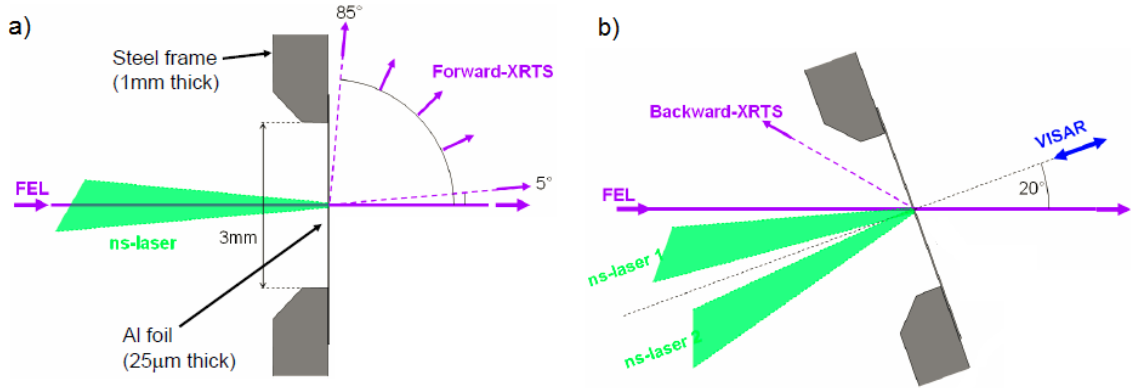 a)
85°
Steel frame
(1mm thick)
Forward-XRTS
FEL
5°
ns-laser
3mm
Al foil
(25μm thick)
b)
Backward-XRTS
VISAR
20°
FEL
ns-laser 1
ns-laser 2